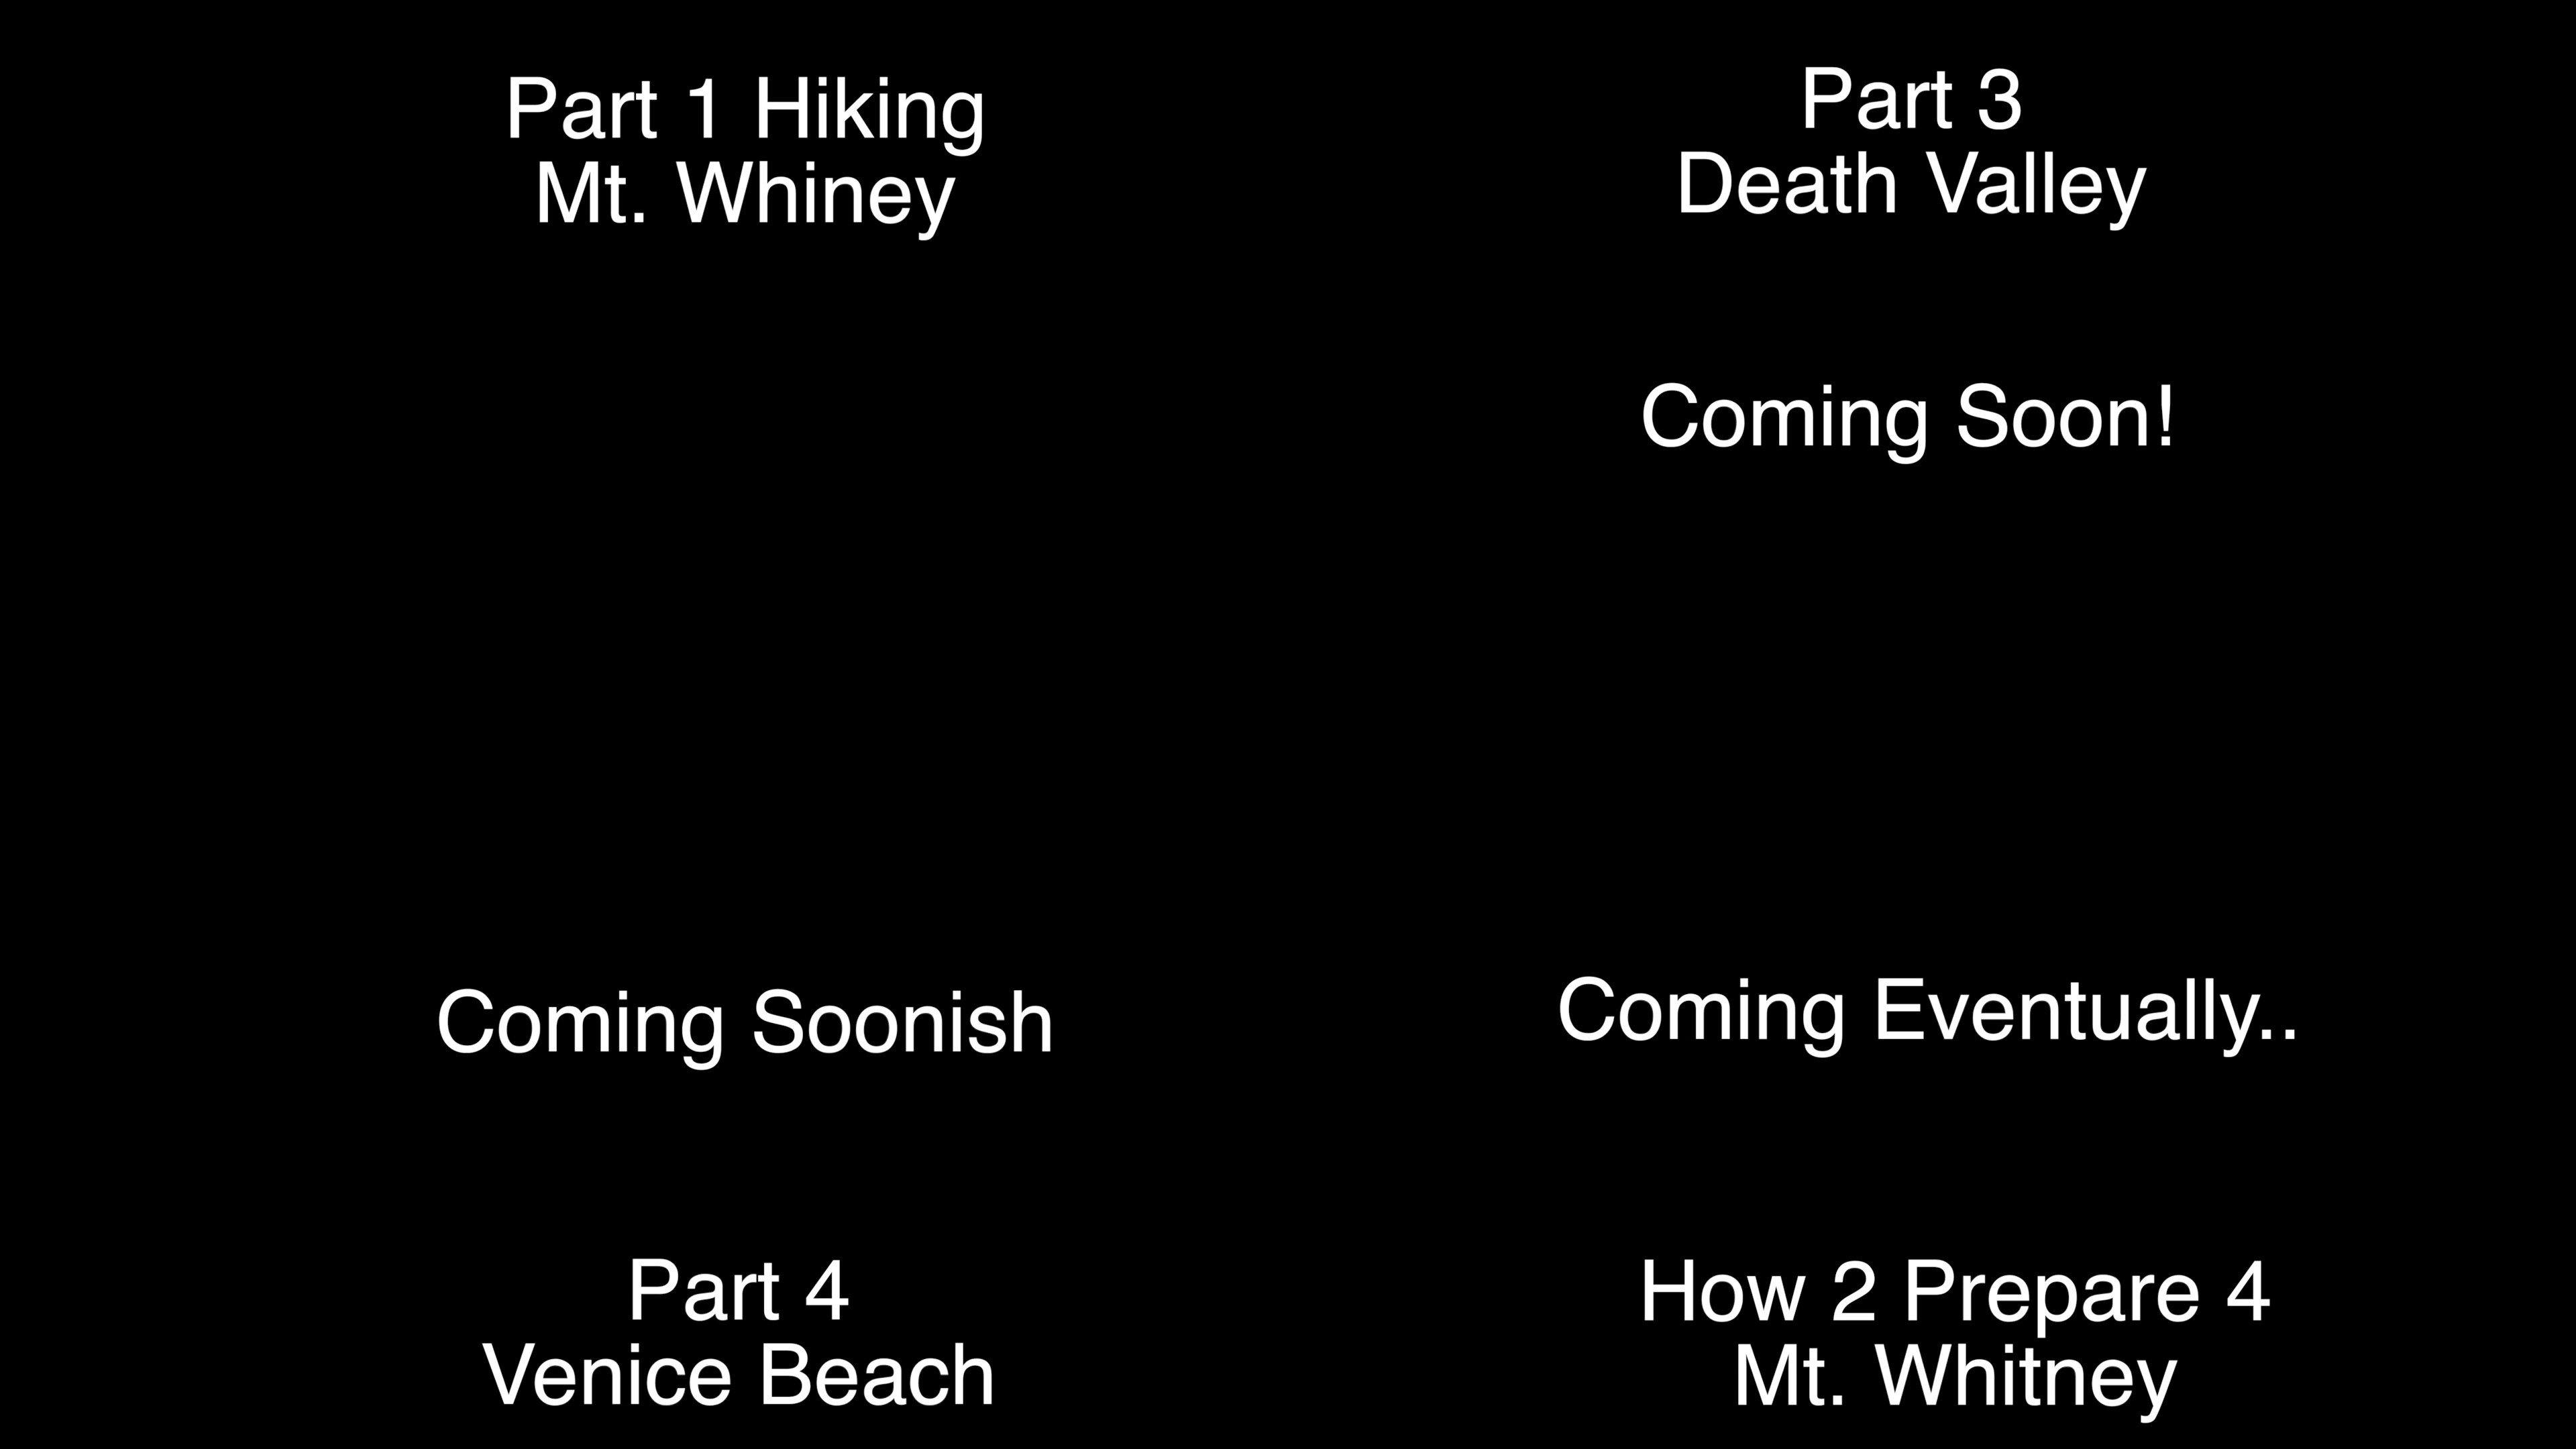 Part 1 Hiking
Mt. Whiney
Part 3
Death Valley
Coming Soon!
Coming Soonish
Part 4
Venice Beach
Coming Eventually..
How 2 Prepare 4
Mt. Whitney